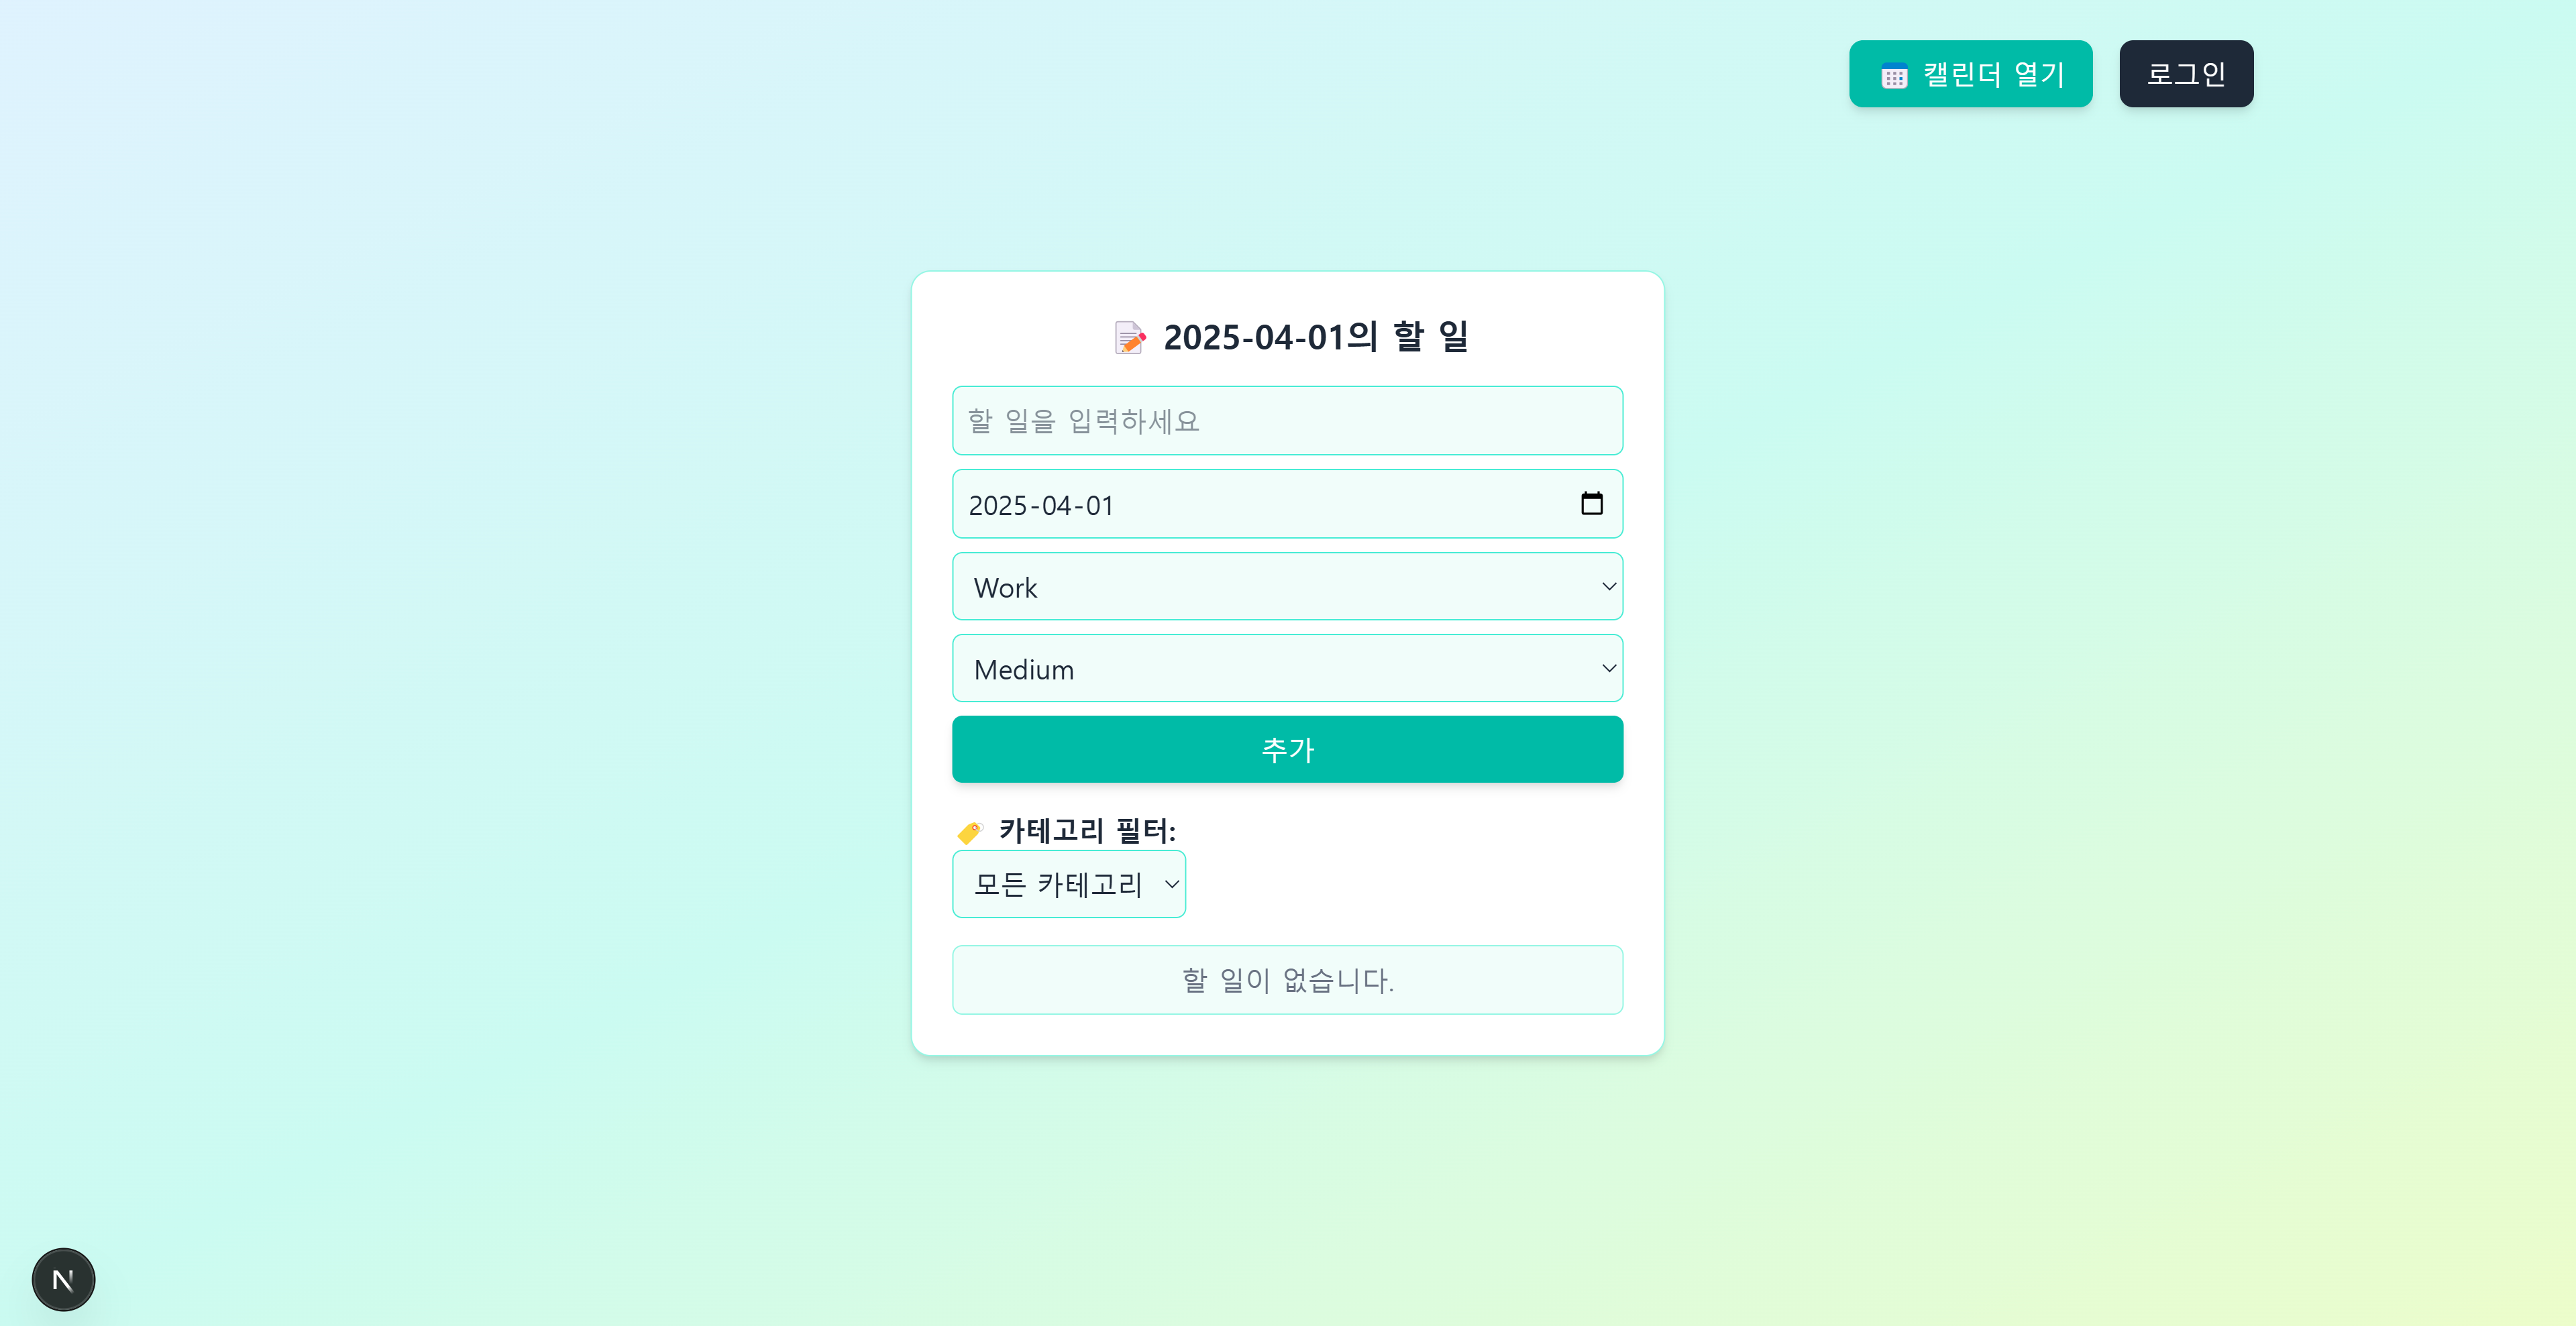 캘린더 열기
로그인
2025-04-01의 할 일
할 일을 입력하세요
2025-04-01
Work
Medium
추가
카테고리 필터:
모든 카테고리
할 일이 없습니다.
N